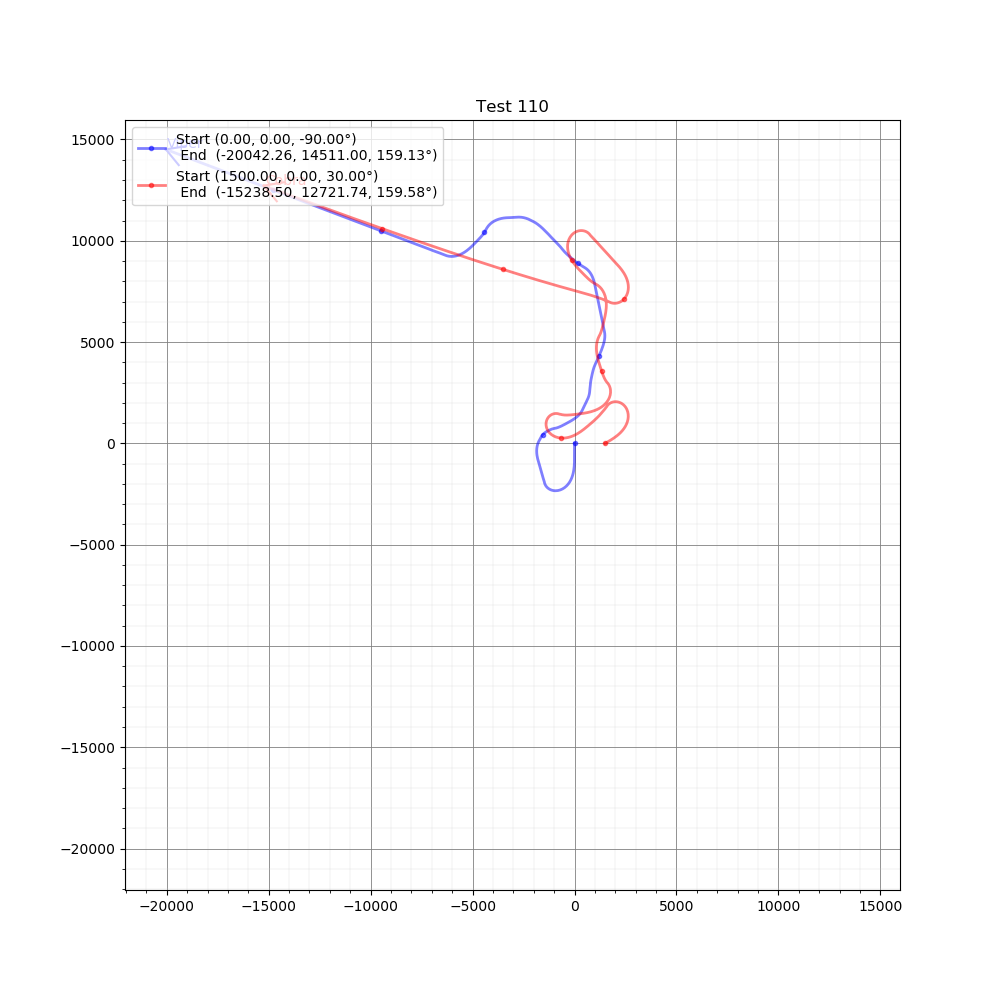 Test 110
Start (0.00, 0.00, -90.00°)
End (-20042.26, 14511.00, 159.13°)
Start (1500.00, 0.00, 30.00°)
End (-15238.50, 12721.74, 159.58°)
15000
10000
5000
0
−5000
−10000
−15000
−20000
−20000 −15000 −10000 −5000 0 5000 10000 15000